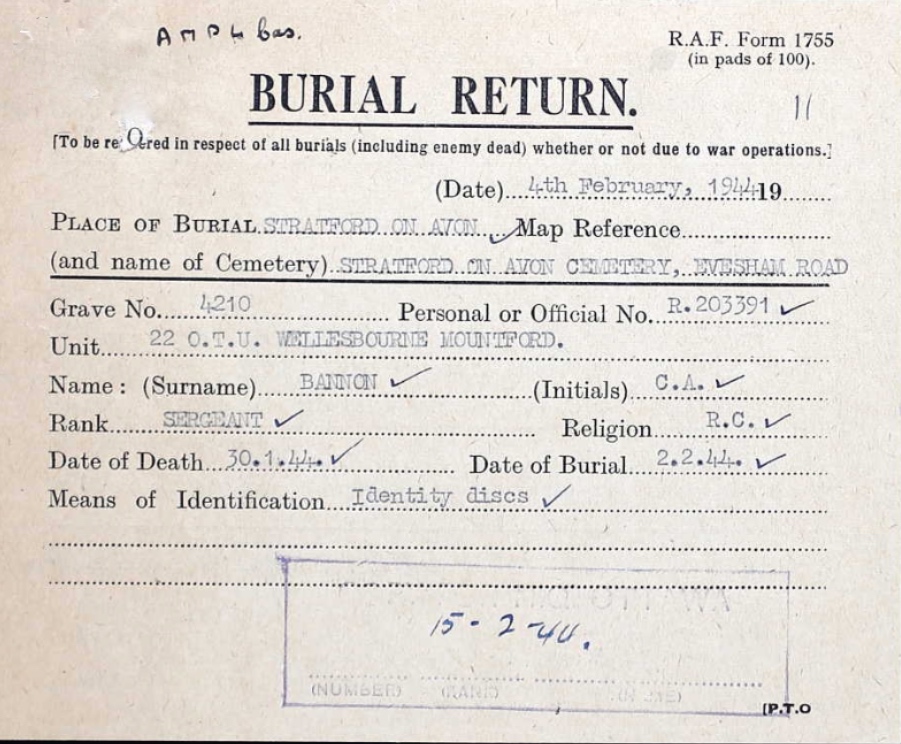 AMP4 Cas.
R.A.F. Form 1755
(in pads of 100).
BURIAL RETURN.
11
[To be re ered in respect of all burials (including enemy dead) whether or not due to war operations.]
(Date)...4th February, 1944 19........
PLACE OF BURIAL STRATFORD ON AVON ✓ Map Reference........
(and name of Cemetery) STRATFORD ON AVON CEMETERY, EVESHAM ROAD
Grave No. 4210 ........ Personal or Official No. R.203391 ✓
Unit 22 O.T.U. WELLESBOURNE MOUNTFORD.
Name: (Surname) BANNON ✓ (Initials) C.A. ✓
Rank SERGEANT ✓ Religion R.C. ✓
Date of Death 30.1.44. ✓ Date of Burial 2.2.44. ✓
Means of Identification Identity discs ✓
15-2-44.
(NUMBER) (RANK) (NAME)
[P.T.O